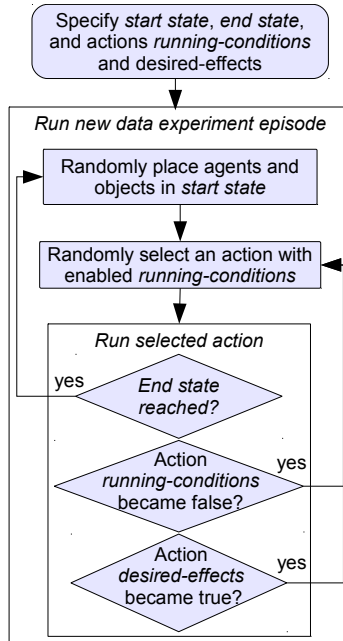 Specify start state, end state,
and actions running-conditions
and desired-effects
Run new data experiment episode
Randomly place agents and
objects in start state
Randomly select an action with
enabled running-conditions
Run selected action
yes
End state
reached?
Action
running-conditions
became false?
yes
Action
desired-effects
became true?
yes